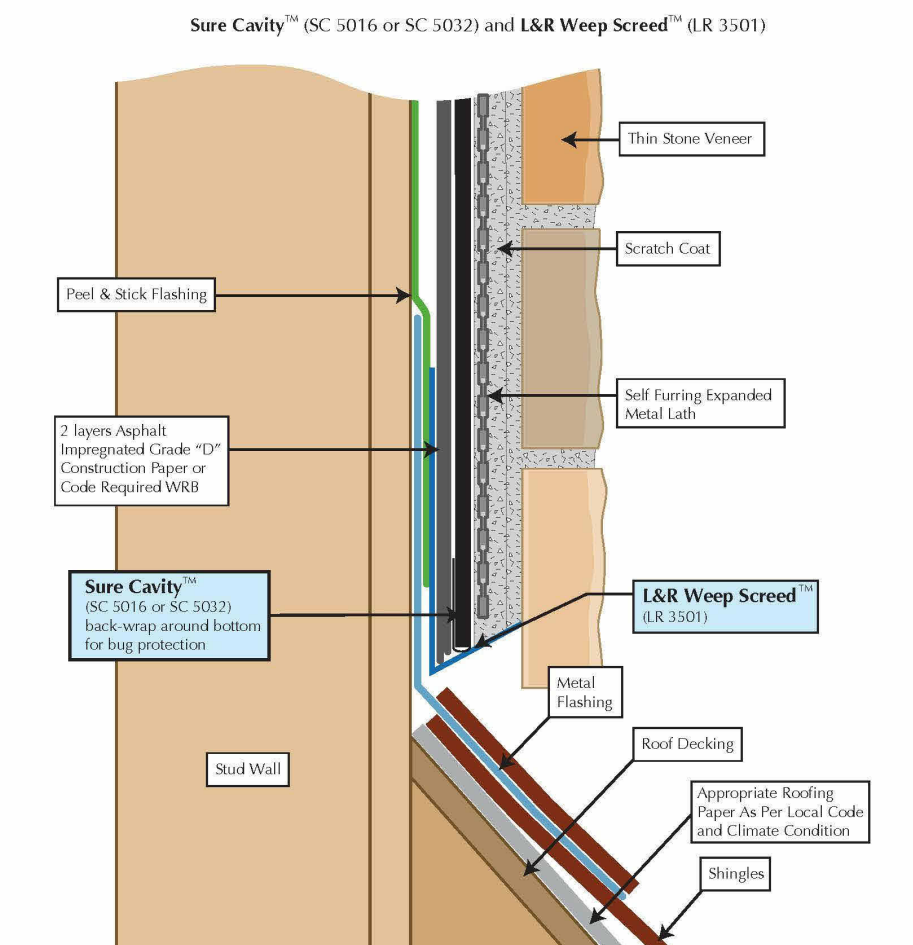 Sure Cavity™ (SC 5016 or SC 5032) and L&R Weep Screed™ (LR 3501)
Thin Stone Veneer
Scratch Coat
Peel & Stick Flashing
Self Furring Expanded
Metal Lath
2 layers Asphalt
Impregnated Grade “D”
Construction Paper or
Code Required WRB
Sure Cavity™
(SC 5016 or SC 5032)
back-wrap around bottom
for bug protection
L&R Weep Screed™
(LR 3501)
Metal
Flashing
Roof Decking
Stud Wall
Appropriate Roofing
Paper As Per Local Code
and Climate Condition
Shingles